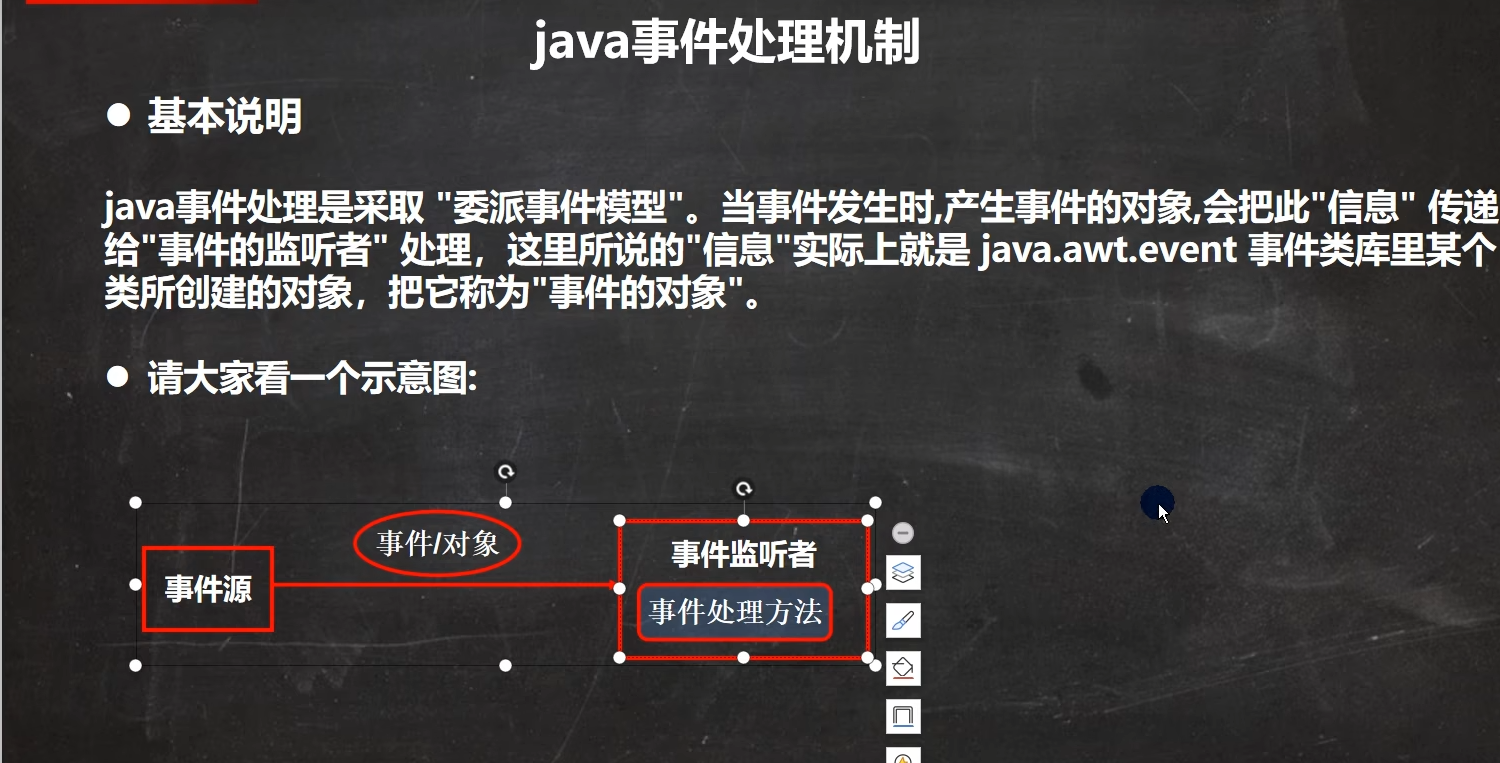 java事件处理机制
● 基本说明
java事件处理是采取 "委派事件模型"。当事件发生时,产生事件的对象,会把此"信息" 传递
给"事件的监听者" 处理，这里所说的"信息"实际上就是 java.awt.event 事件类库里某个
类所创建的对象，把它称为"事件的对象"。
● 请大家看一个示意图:
事件/对象
事件源
事件监听者
事件处理方法